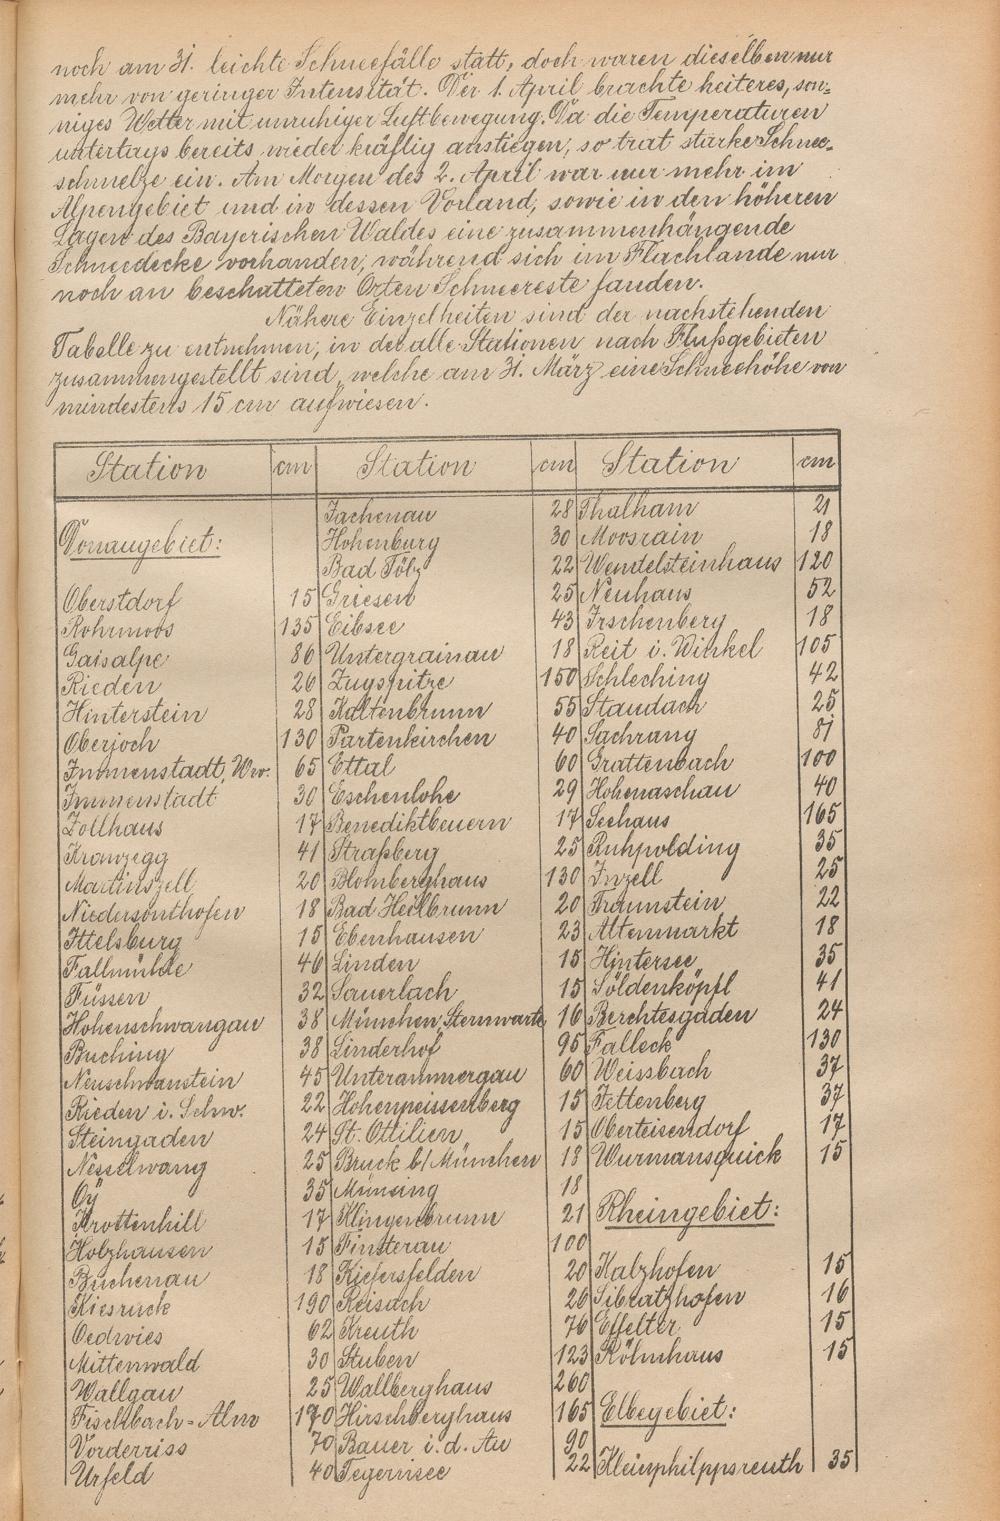 noch am 31. leichte Schneefälle statt, doch waren dieselben nur
mehr von geringer Intensität. Der 1. April brachte heiteres, son-
niges Wetter mit unruhiger Luftbewegung. Da die Temperaturen
untertags bereits wieder kräftig anstiegen, so trat starke Schnee-
schmelze ein. Am Morgen des 2. April war nur mehr im
Alpengebiet und in dessen Vorland, sowie in den höheren
Lagen des Bayerischen Waldes eine zusammenhängende
Schneedecke vorhanden, während sich im Flachlande nur
noch an beschatteten Orten Schneereste fanden.
Nähere Einzelheiten sind der nachstehenden
Tabelle zu entnehmen, in der alle Stationen nach Flußgebieten
zusammengestellt sind, welche am 31. März eine Schneehöhe von
mindestens 15 cm aufwiesen.
Station cm Station cm Station cm
Donaugebiet:
Oberstdorf 15
Rohrmoos 135
Gaisalpe 86
Rieden 26
Hinterstein 28
Oberjoch 130
Immenstadt, Ww. 65
Immenstadt 30
Zollhaus 17
Kranzegg 41
Martinszell 20
Niedersonthofen 18
Ittelsburg 15
Fallmühle 46
Füssen 32
Hohenschwangau 38
Buching 38
Neuschwanstein 45
Rieden i. Schw. 22
Steingaden 24
Nesselwang 25
Oy 35
Krottenhill 17
Holzhausen 15
Buchenau 18
Kiesruck 190
Oedwies 62
Mittenwald 30
Wallgau 25
Fischbach-Alm 170
Vorderriss 70
Urfeld 40
Jachenau 28
Hohenburg 30
Bad Tölz 22
Griesen 25
Eibsee 43
Untergrainau 18
Zugspitze 150
Kaltenbrunn 55
Partenkirchen 40
Ettal 60
Eschenlohe 29
Benediktbeuern 17
Straßberg 25
Blomberghaus 130
Bad Heilbrunn 20
Ebenhausen 23
Linden 15
Sauerlach 15
München, Sternwarte 16
Linderhof 95
Unterammergau 60
Hohenpeissenberg 15
St. Ottilien 15
Bruck b/München 18
Münsing 18
Klingenbrunn 21
Finsterau 100
Kiefersfelden 20
Reisach 26
Kreuth 76
Stuben 123
Wallberghaus 260
Hirschberghaus 165
Bauer i. d. Au 90
Tegernsee 22
Thalham 21
Moosrain 18
Wendelsteinhaus 120
Neuhaus 52
Irschenberg 18
Reit i. Winkel 105
Schleching 42
Staudach 25
Sachrang 81
Grattenbach 100
Hohenaschau 40
Seehaus 165
Ruhpolding 35
Inzell 25
Traunstein 22
Altenmarkt 18
Hintersee 35
Söldenköpfl 41
Berchtesgaden 24
Falleck 130
Weissbach 37
Jettenberg 37
Oberteisendorf 17
Wurmansquick 15
Rheingebiet:
Kalzhofen 15
Sibratzhofen 16
Effelter 15
Rölmhaus 15
Elbegebiet:
Kleinphilppsreuth 35